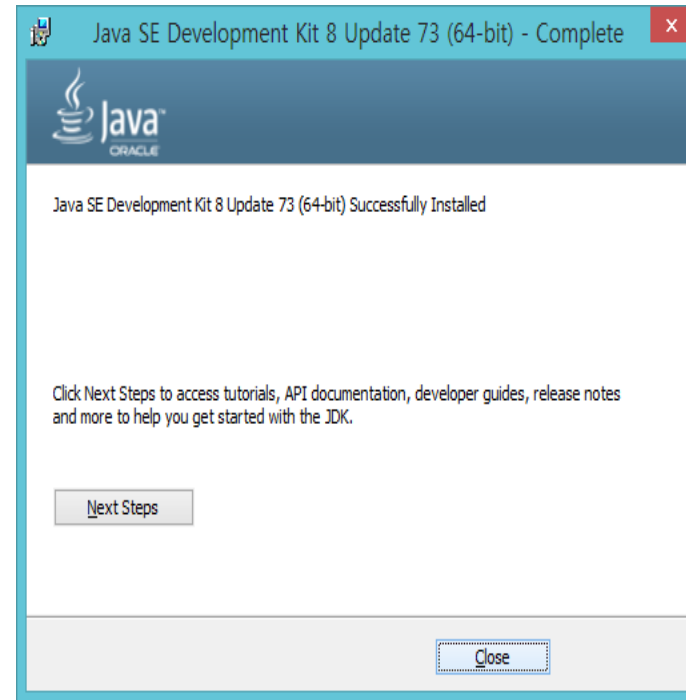 Java SE Development Kit 8 Update 73 (64-bit) - Complete
x
Java™
ORACLE
Java SE Development Kit 8 Update 73 (64-bit) Successfully Installed
Click Next Steps to access tutorials, API documentation, developer guides, release notes
and more to help you get started with the JDK.
Next Steps
Close